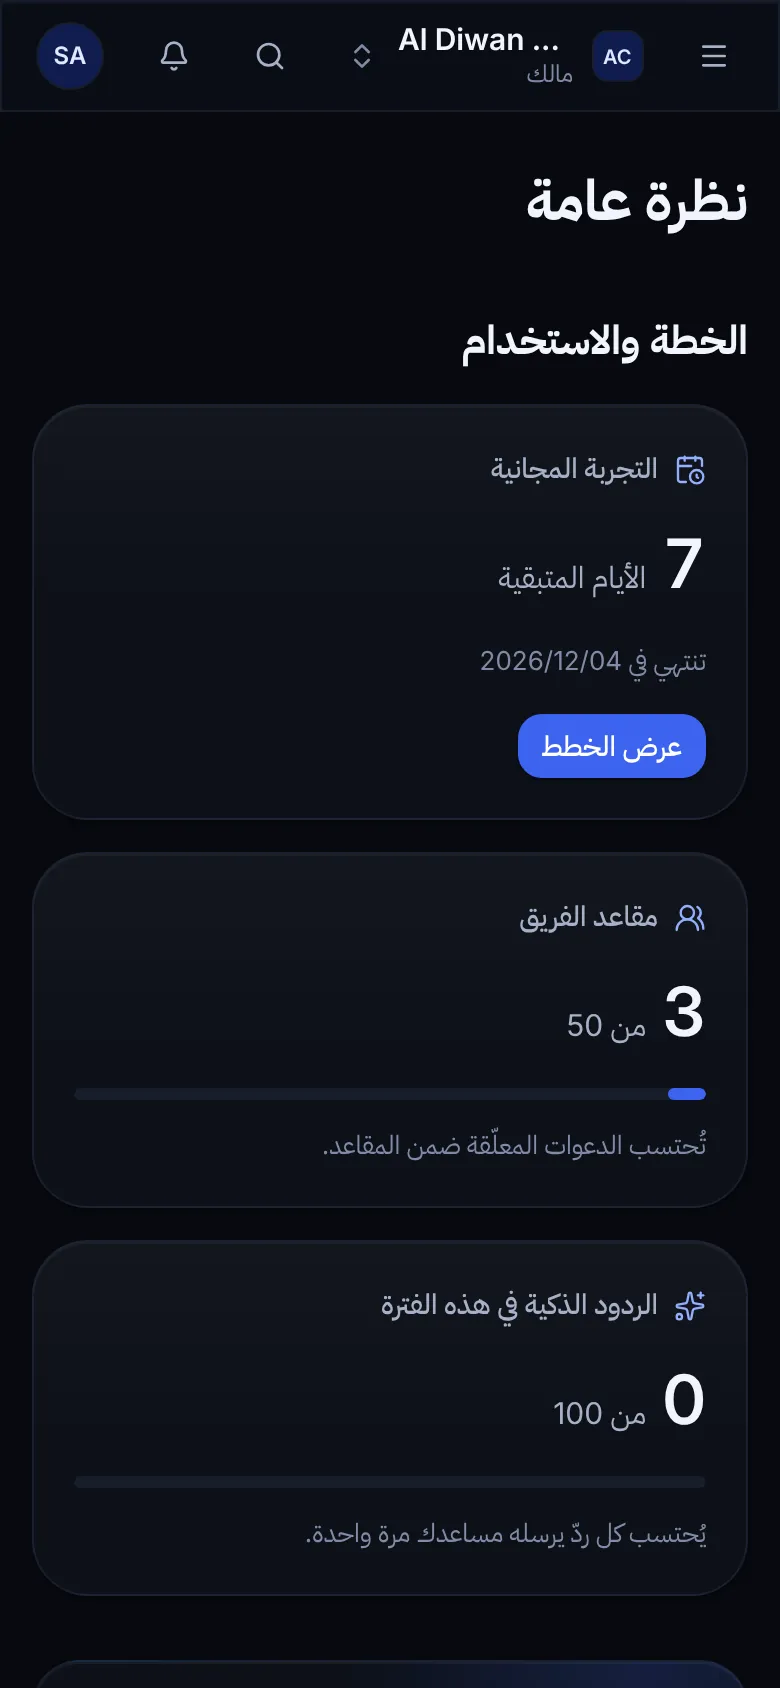 AC
Al Diwan ...
مالك
SA
نظرة عامة
الخطة والاستخدام
التجربة المجانية
7 الأيام المتبقية
تنتهي في 2026/12/04
عرض الخطط
مقاعد الفريق
3 من 50
تُحتسب الدعوات المعلّقة ضمن المقاعد.
الردود الذكية في هذه الفترة
0 من 100
يُحتسب كل ردّ يرسله مساعدك مرة واحدة.